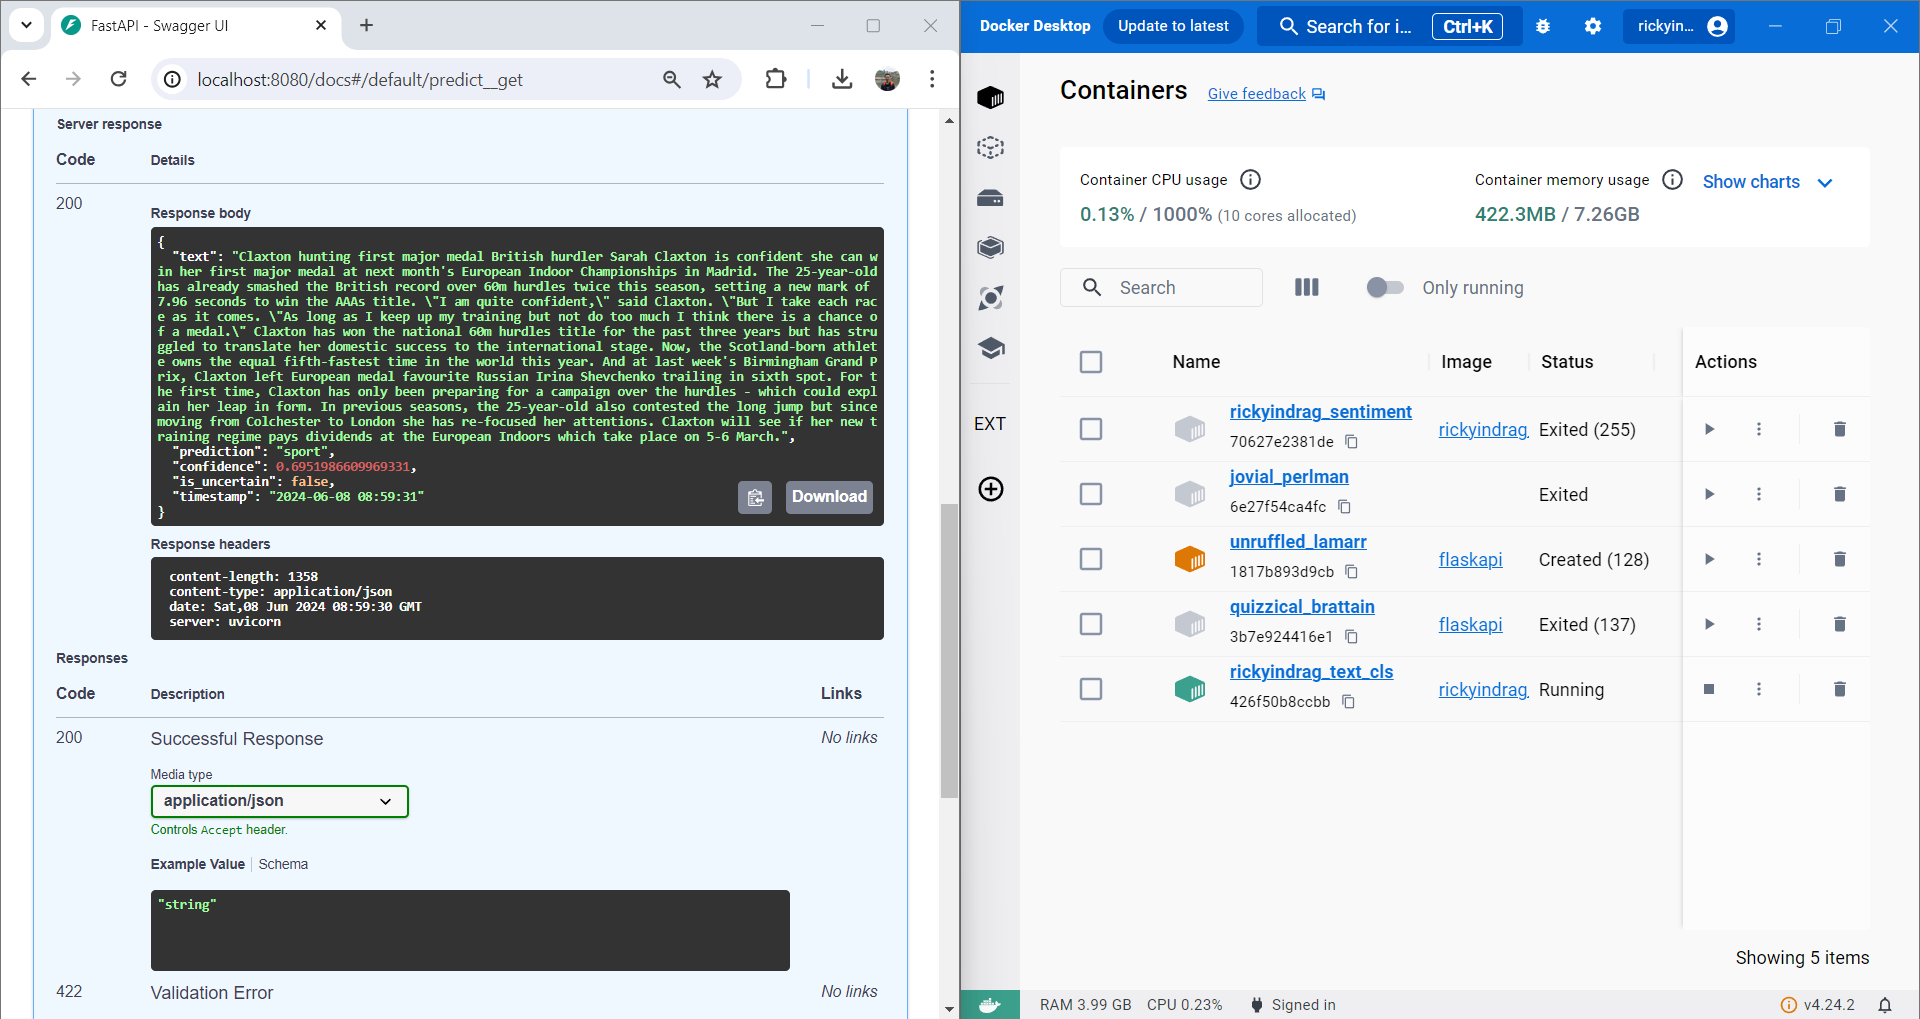 FastAPI - Swagger UI
localhost:8080/docs#/default/predict__get
Server response
Code Details
200
Response body
{
"text": "Claxton hunting first major medal British hurdler Sarah Claxton is confident she can w
in her first major medal at next month's European Indoor Championships in Madrid. The 25-year-old
has already smashed the British record over 60m hurdles twice this season, setting a new mark of
7.96 seconds to win the AAAs title. \"I am quite confident,\" said Claxton. \"But I take each rac
e as it comes. \"As long as I keep up my training but not do too much I think there is a chance o
f a medal.\" Claxton has won the national 60m hurdles title for the past three years but has stru
ggled to translate her domestic success to the international stage. Now, the Scotland-born athlet
e owns the equal fifth-fastest time in the world this year. And at last week's Birmingham Grand P
rix, Claxton left European medal favourite Russian Irina Shevchenko trailing in sixth spot. For t
he first time, Claxton has only been preparing for a campaign over the hurdles - which could expl
ain her leap in form. In previous seasons, the 25-year-old also contested the long jump but since
moving from Colchester to London she has re-focused her attentions. Claxton will see if her new t
raining regime pays dividends at the European Indoors which take place on 5-6 March.",
"prediction": "sport",
"confidence": 0.6951986609969331,
"is_uncertain": false,
"timestamp": "2024-06-08 08:59:31"
}
Download
Response headers
content-length: 1358
content-type: application/json
date: Sat,08 Jun 2024 08:59:30 GMT
server: uvicorn
Responses
Code Description Links
200 Successful Response No links
Media type
application/json
Controls Accept header.
Example Value Schema
"string"
422 Validation Error No links
Docker Desktop Update to latest Search for i... Ctrl+K rickyin...
Containers Give feedback
Container CPU usage
0.13% / 1000% (10 cores allocated)
Container memory usage
422.3MB / 7.26GB
Show charts
Search Only running
EXT
Name Image Status Actions
rickyindrag_sentiment
70627e2381de
rickyindrag Exited (255)
jovial_perlman
6e27f54ca4fc
Exited
unruffled_lamarr
1817b893d9cb
flaskapi Created (128)
quizzical_brattain
3b7e924416e1
flaskapi Exited (137)
rickyindrag_text_cls
426f50b8ccbb
rickyindrag Running
Showing 5 items
RAM 3.99 GB CPU 0.23% Signed in v4.24.2